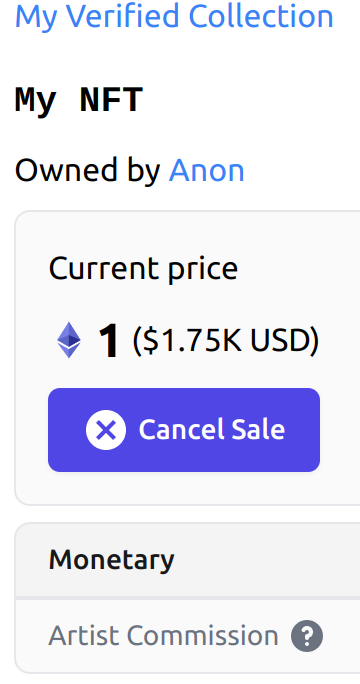 My Verified Collection
My NFT
Owned by Anon
Current price
1 ($1.75K USD)
Cancel Sale
Monetary
Artist Commission ?